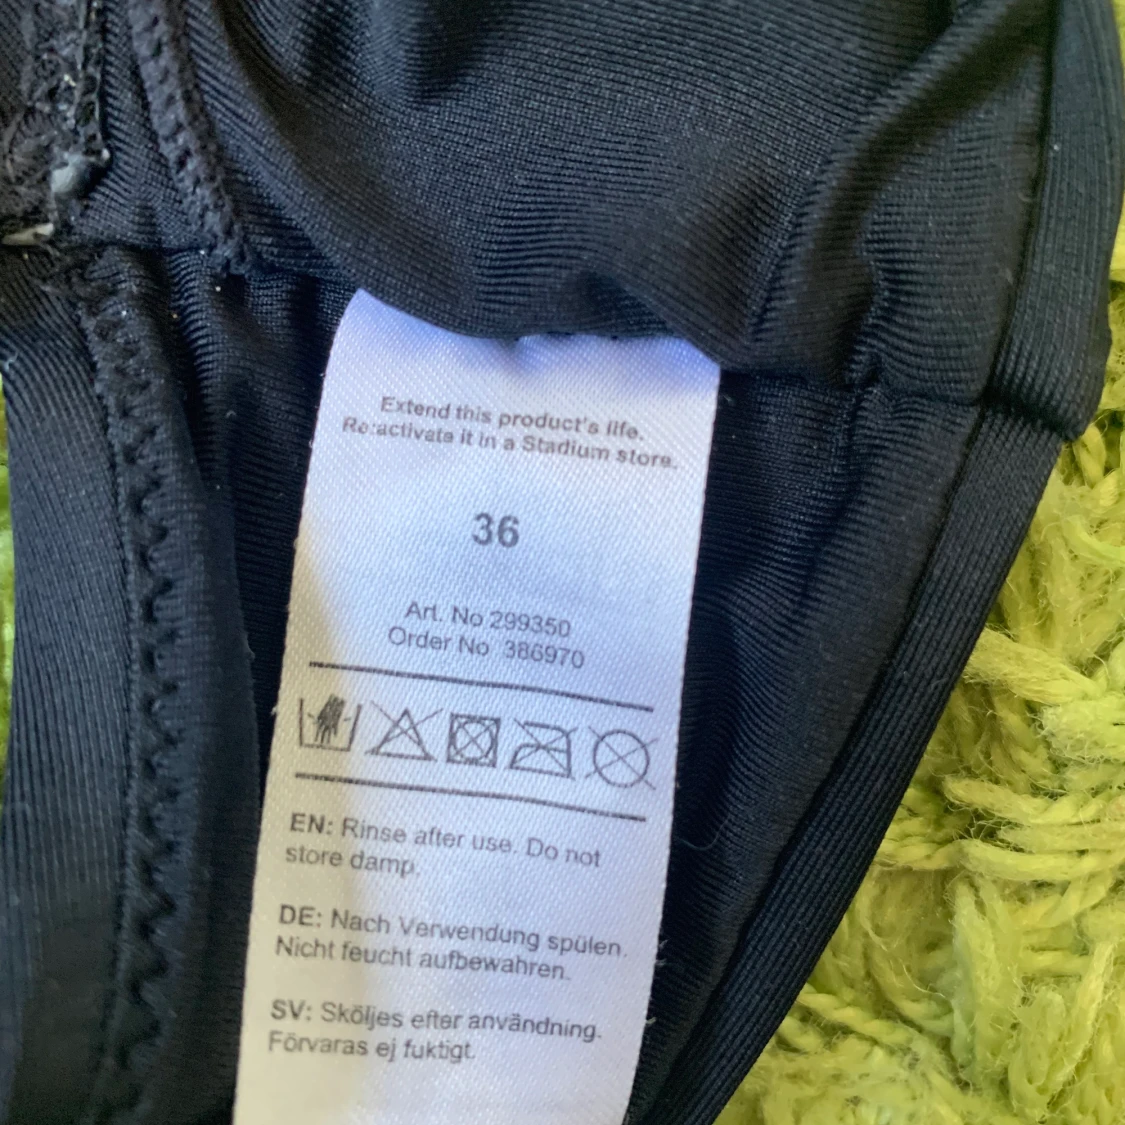 Extend this product's life.
Re:activate it in a Stadium store.
36
Art. No 299350
Order No 386970
EN: Rinse after use. Do not
store damp.
DE: Nach Verwendung spülen.
Nicht feucht aufbewahren.
SV: Sköljes efter användning.
Förvaras ej fuktigt.